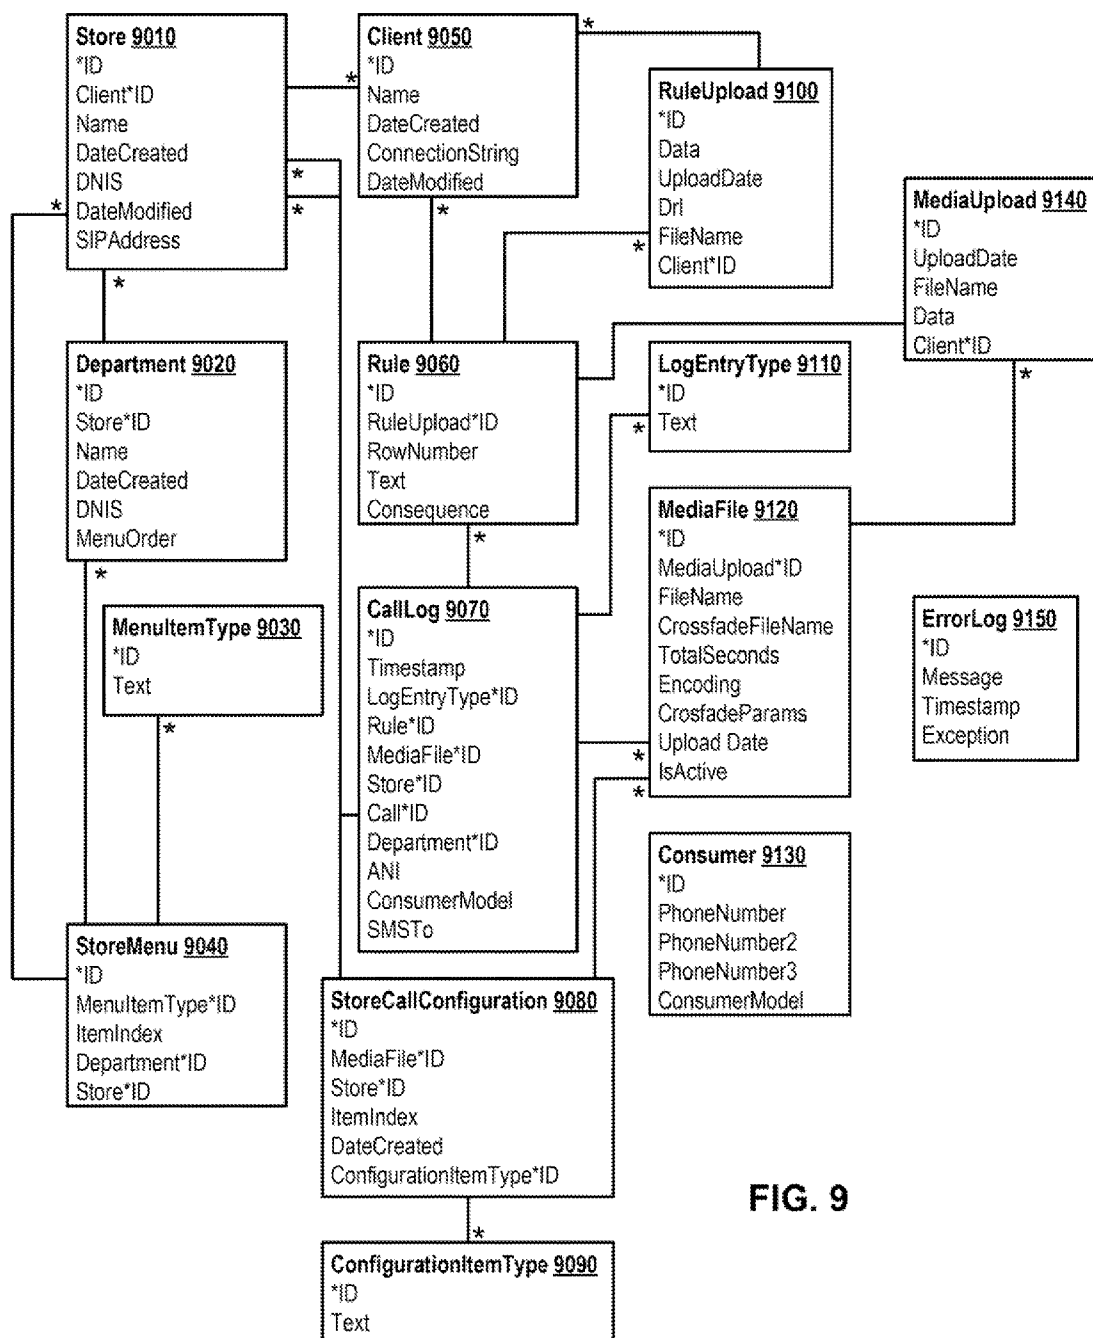 Store 9010
*ID
Client*ID
Name
DateCreated
DNIS
DateModified
SIPAddress
Client 9050
*ID
Name
DateCreated
ConnectionString
DateModified
RuleUpload 9100
*ID
Data
UploadDate
Drl
FileName
Client*ID
MediaUpload 9140
*ID
UploadDate
FileName
Data
Client*ID
Department 9020
*ID
Store*ID
Name
DateCreated
DNIS
MenuOrder
Rule 9060
*ID
RuleUpload*ID
RowNumber
Text
Consequence
LogEntryType 9110
*ID
Text
MediaFile 9120
*ID
MediaUpload*ID
FileName
CrossfadeFileName
TotalSeconds
Encoding
CrosfadeParams
Upload Date
IsActive
MenuItemType 9030
*ID
Text
CallLog 9070
*ID
Timestamp
LogEntryType*ID
Rule*ID
MediaFile*ID
Store*ID
Call*ID
Department*ID
ANI
ConsumerModel
SMSTo
ErrorLog 9150
*ID
Message
Timestamp
Exception
Consumer 9130
*ID
PhoneNumber
PhoneNumber2
PhoneNumber3
ConsumerModel
StoreMenu 9040
*ID
MenuItemType*ID
ItemIndex
Department*ID
Store*ID
StoreCallConfiguration 9080
*ID
MediaFile*ID
Store*ID
ItemIndex
DateCreated
ConfigurationItemType*ID
ConfigurationItemType 9090
*ID
Text
FIG. 9